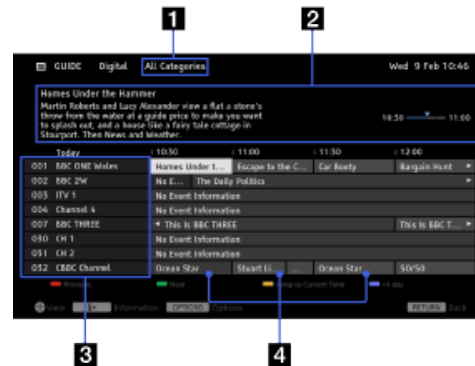 1 2
GUIDE Digital All Categories Wed 9 Feb 10:46
Homes Under the Hammer
Martin Roberts and Lucy Alexander view a flat a stone's
throw from the water at a guide price to make you want
to splash out, and a house like a fairy tale cottage in
Stourport. Then News and Weather.
10:30 11:00
Today 10:30 11:00 11:30 12:00
001 BBC ONE Wales Homes Under t... Escape to the C... Car Booty Bargain Hunt
002 BBC 2W No E... The Daily Politics
003 ITV 1 No Event Information
004 Channel 4 No Event Information
007 BBC THREE This Is BBC THREE This Is BBC T...
030 CH 1 No Event Information
031 CH 2 No Event Information
032 CBBC Channel Ocean Star Stuart Li... ... Ocean Star 50/50
Previous Next Jump to Current Time +1 day
View Information OPTIONS Options RETURN Back
3 4